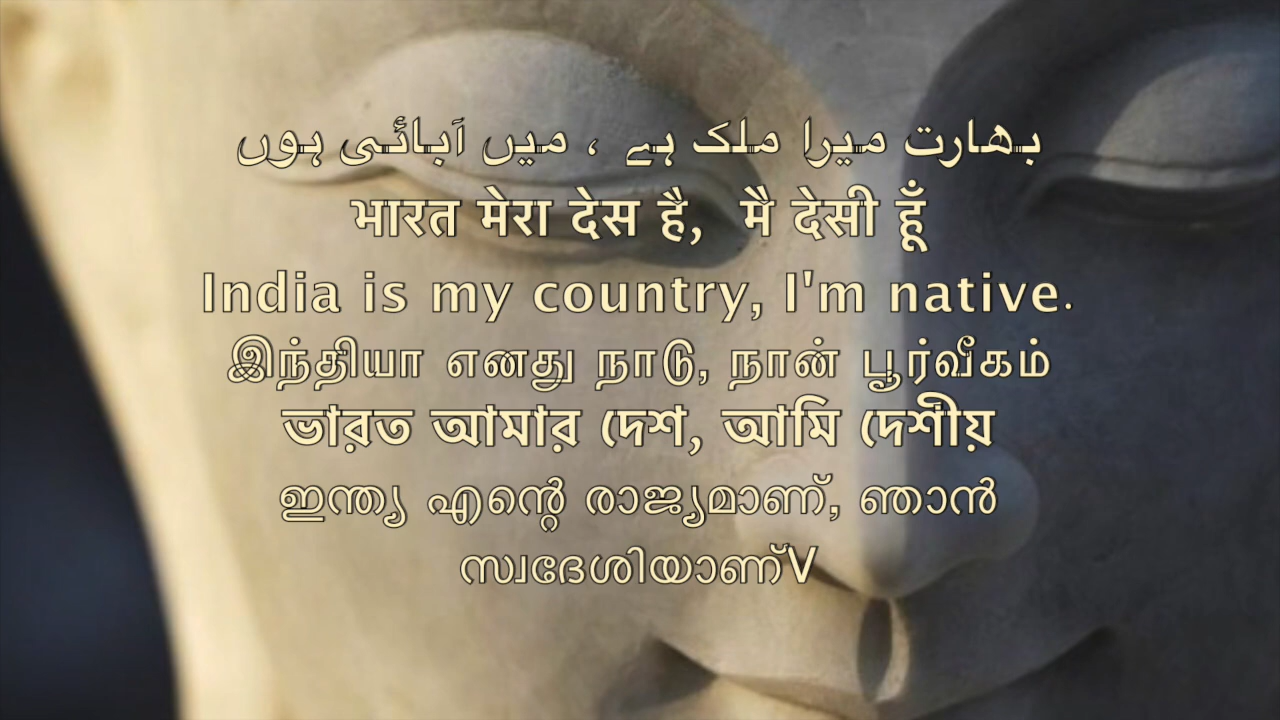 بھارت میرا ملک ہے ، میں آبائی ہوں
भारत मेरा देस है, मै देसी हूँ
India is my country, I'm native.
இந்தியா எனது நாடு, நான் பூர்வீகம்
ভারত আমার দেশ, আমি দেশীয়
ഇന്ത്യ എന്റെ രാജ്യമാണ്, ഞാൻ
സ്വദേശിയാണ്V